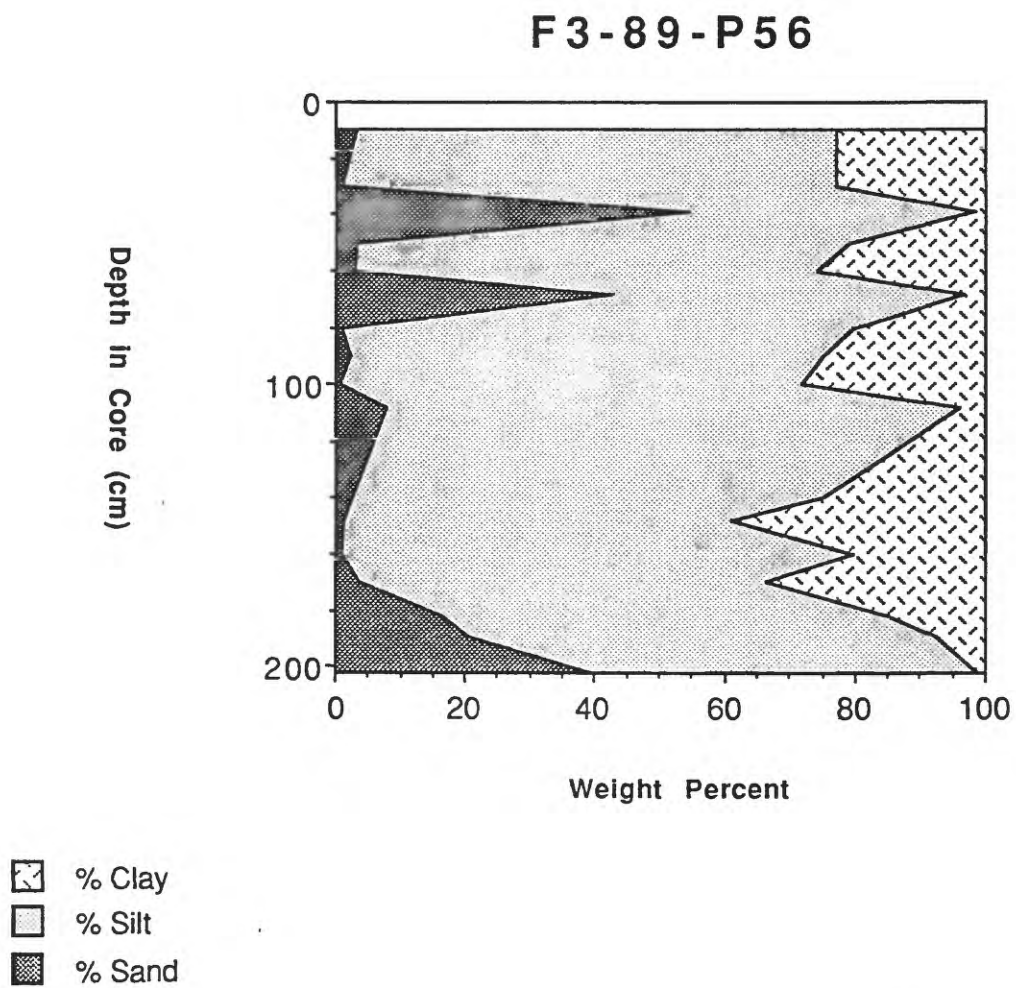 F3-89-P56
0
100
200
Depth in Core (cm)
0 20 40 60 80 100
Weight Percent
% Clay
% Silt
% Sand